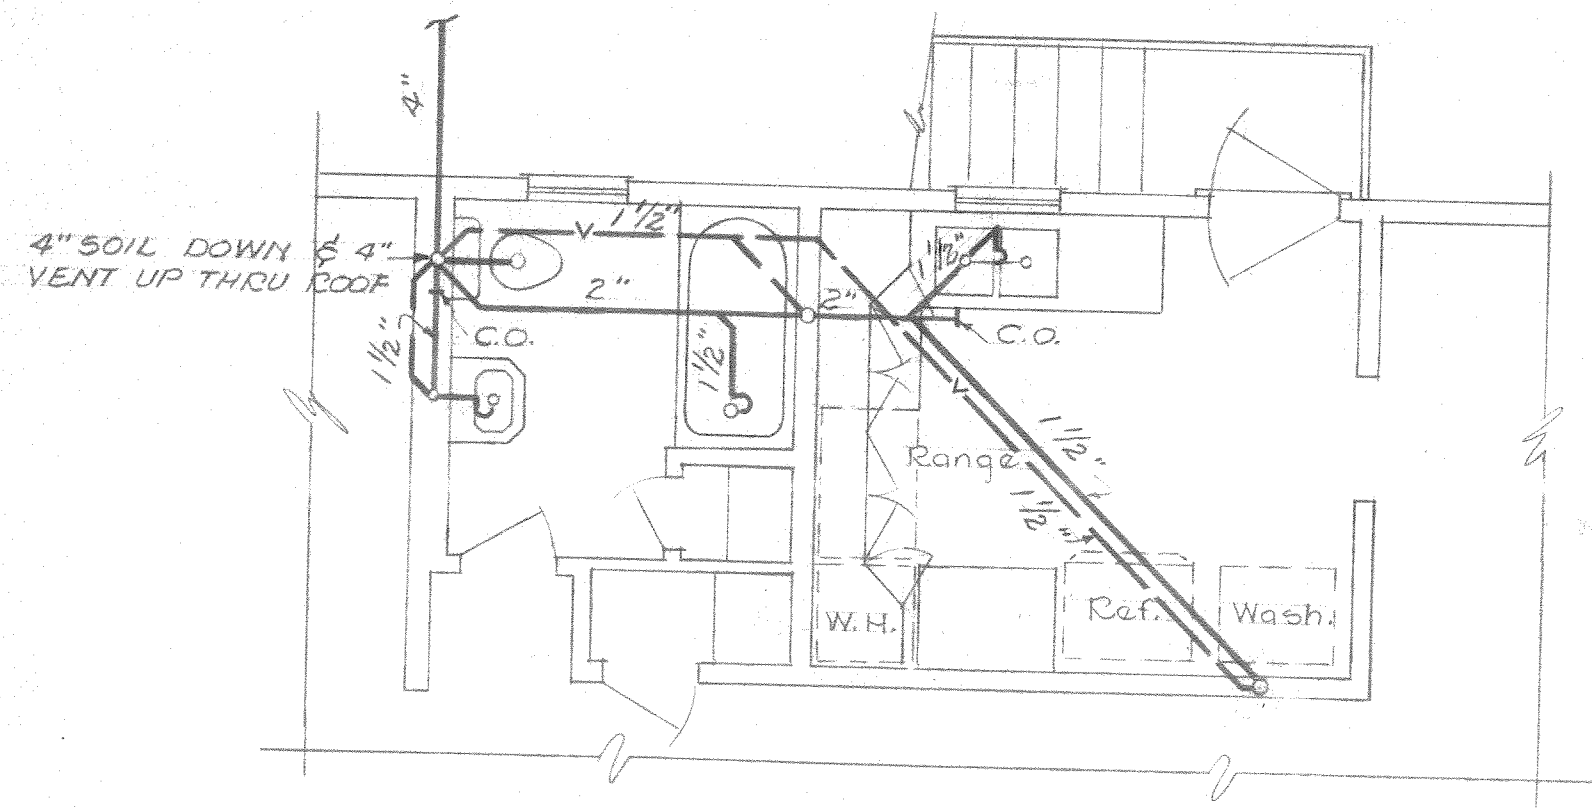 4"
1 1/2"
4" SOIL DOWN & 4"
VENT UP THRU ROOF
2"
2"
1 1/2"
C.O.
C.O.
1 1/2"
1 1/2"
1 1/2"
Range
1 1/2"
W.H.
Ref.
Wash.
V
V